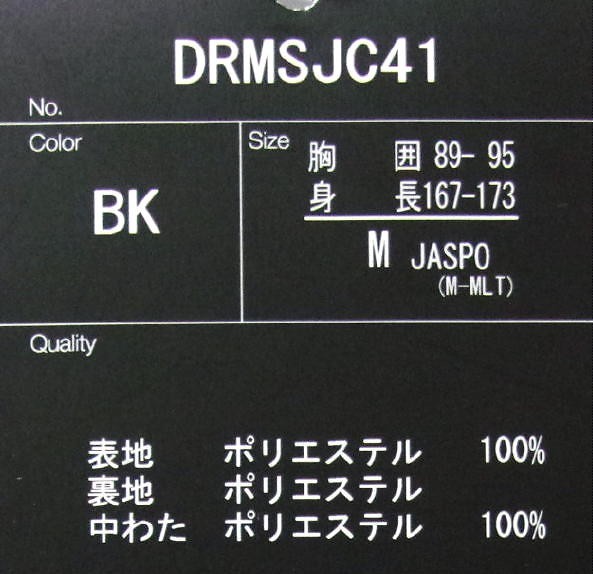 DRMSJC41
No.
Color
BK
Size
胸 囲 89- 95
身 長167-173
M JASPO
(M-MLT)
Quality
表地 ポリエステル 100%
裏地 ポリエステル
中わた ポリエステル 100%